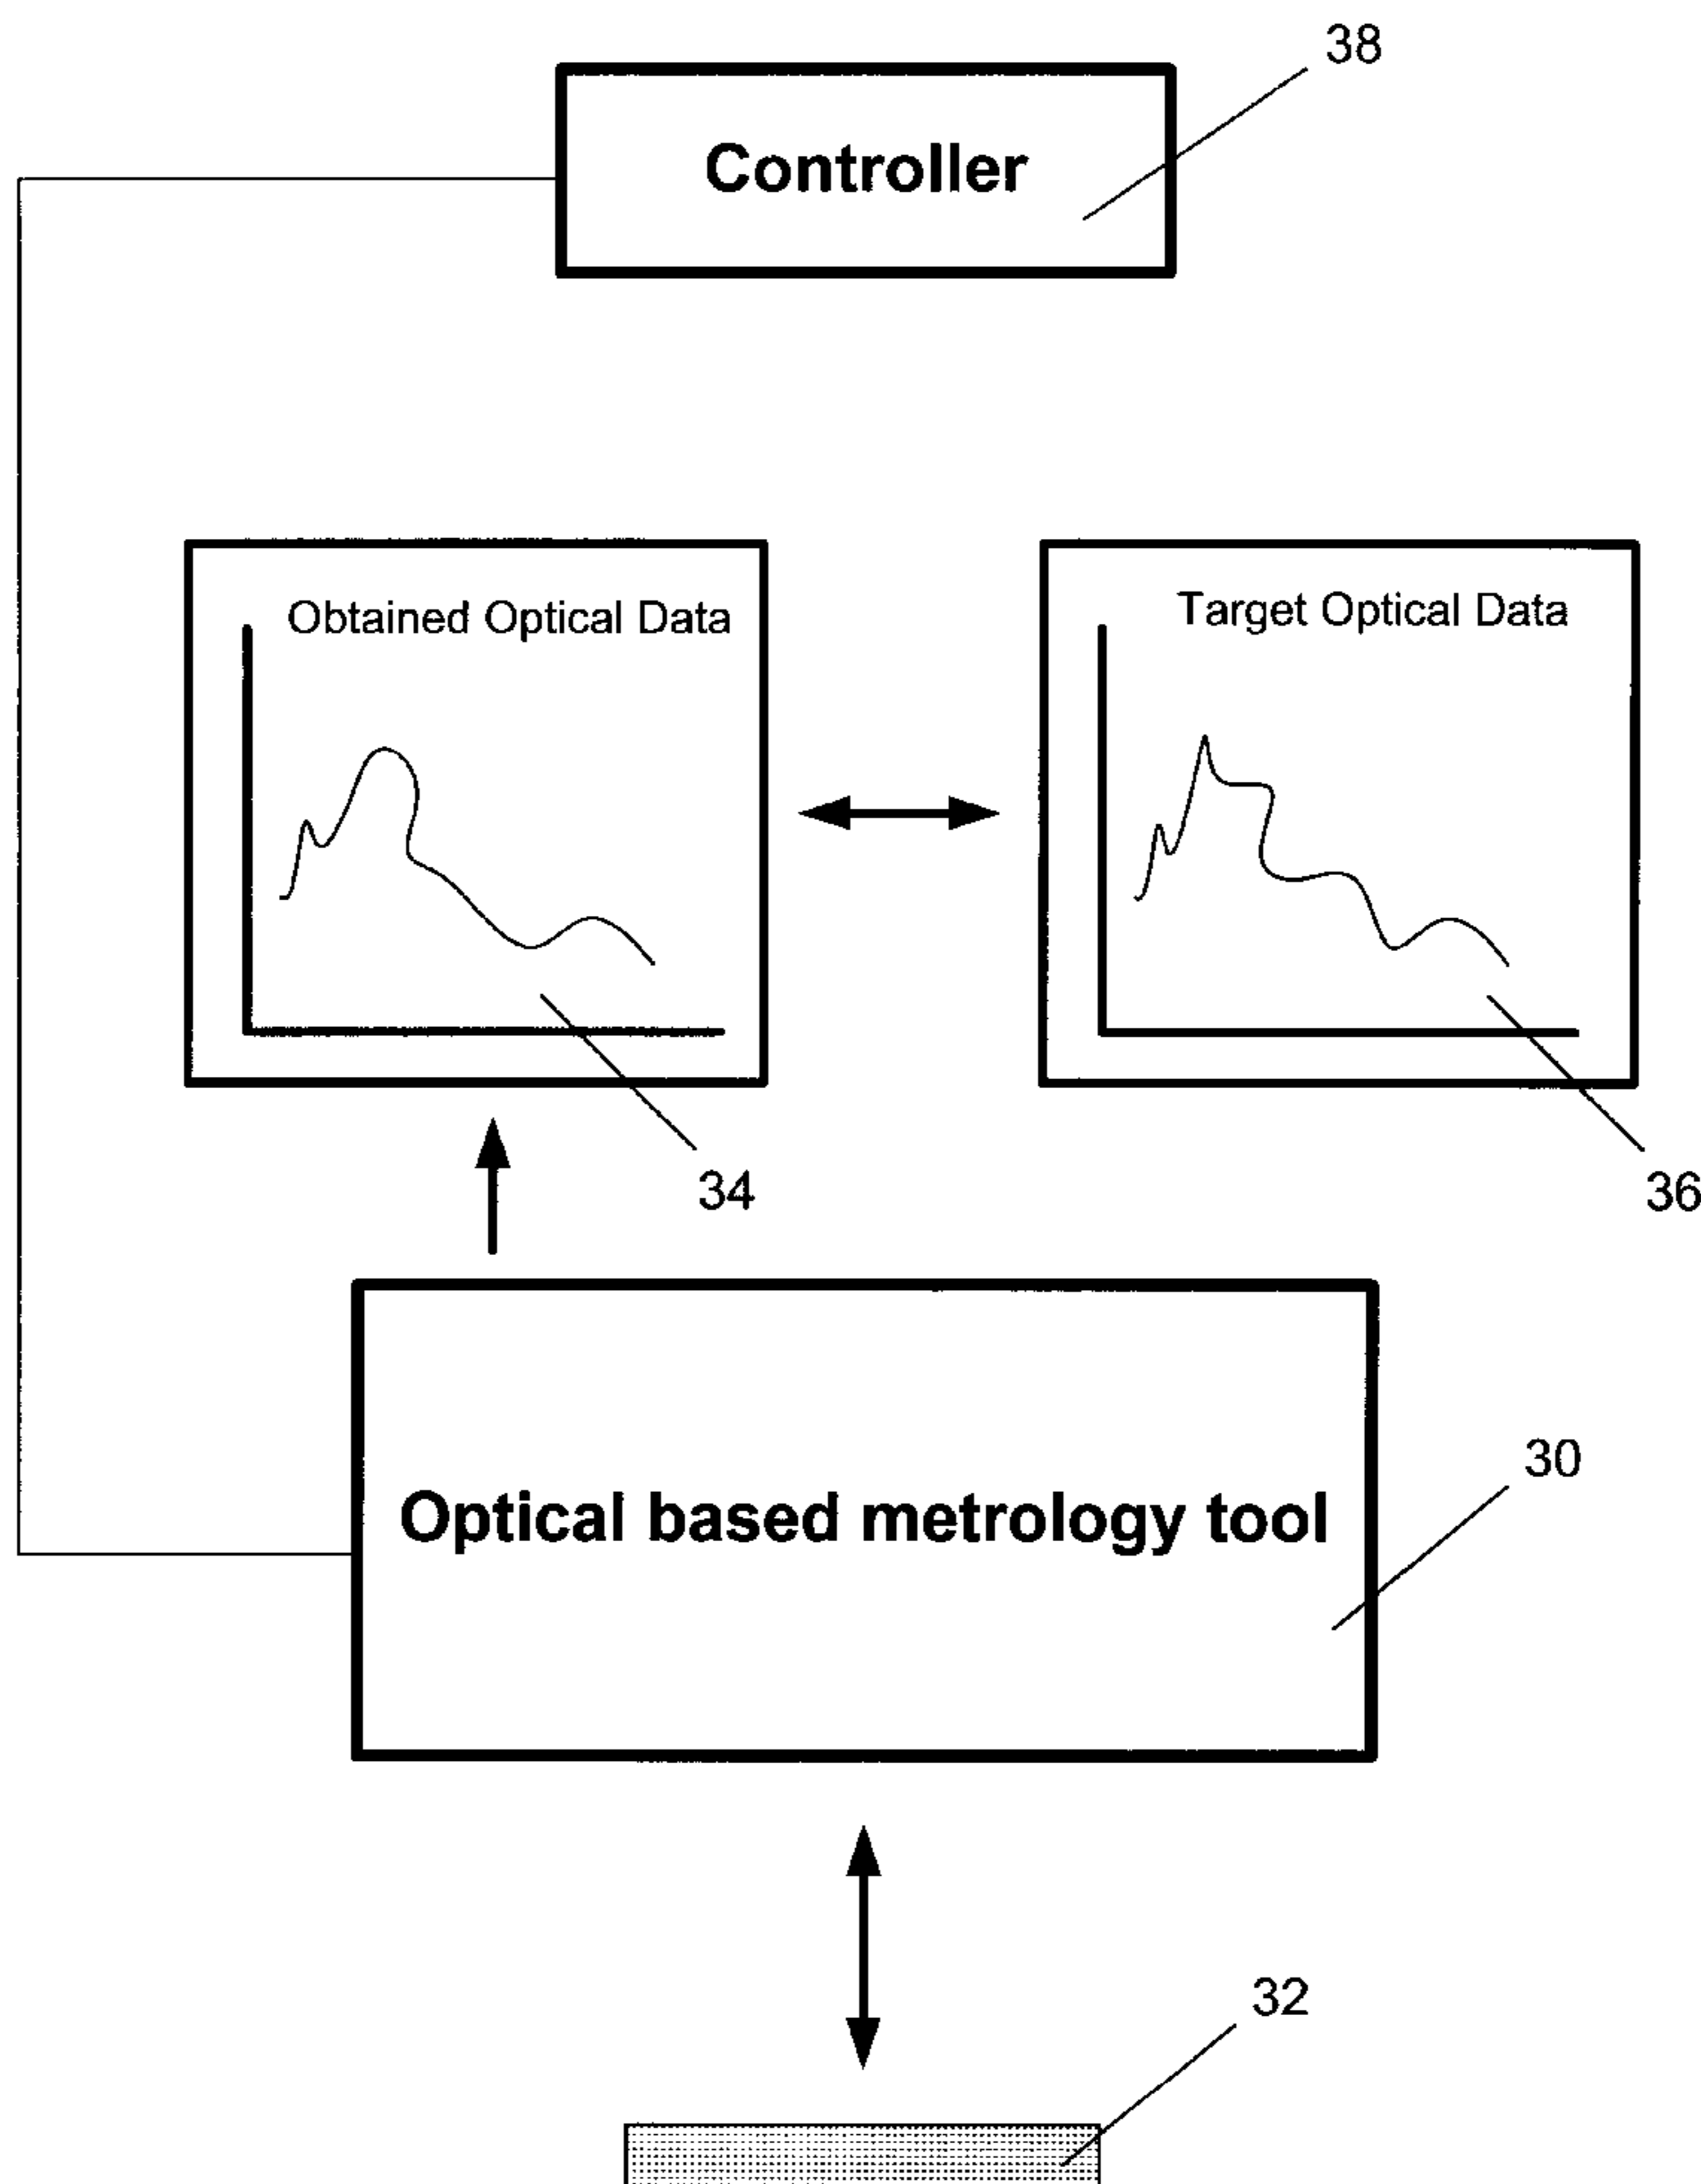 38
Controller
Obtained Optical Data
Target Optical Data
34
36
30
Optical based metrology tool
32